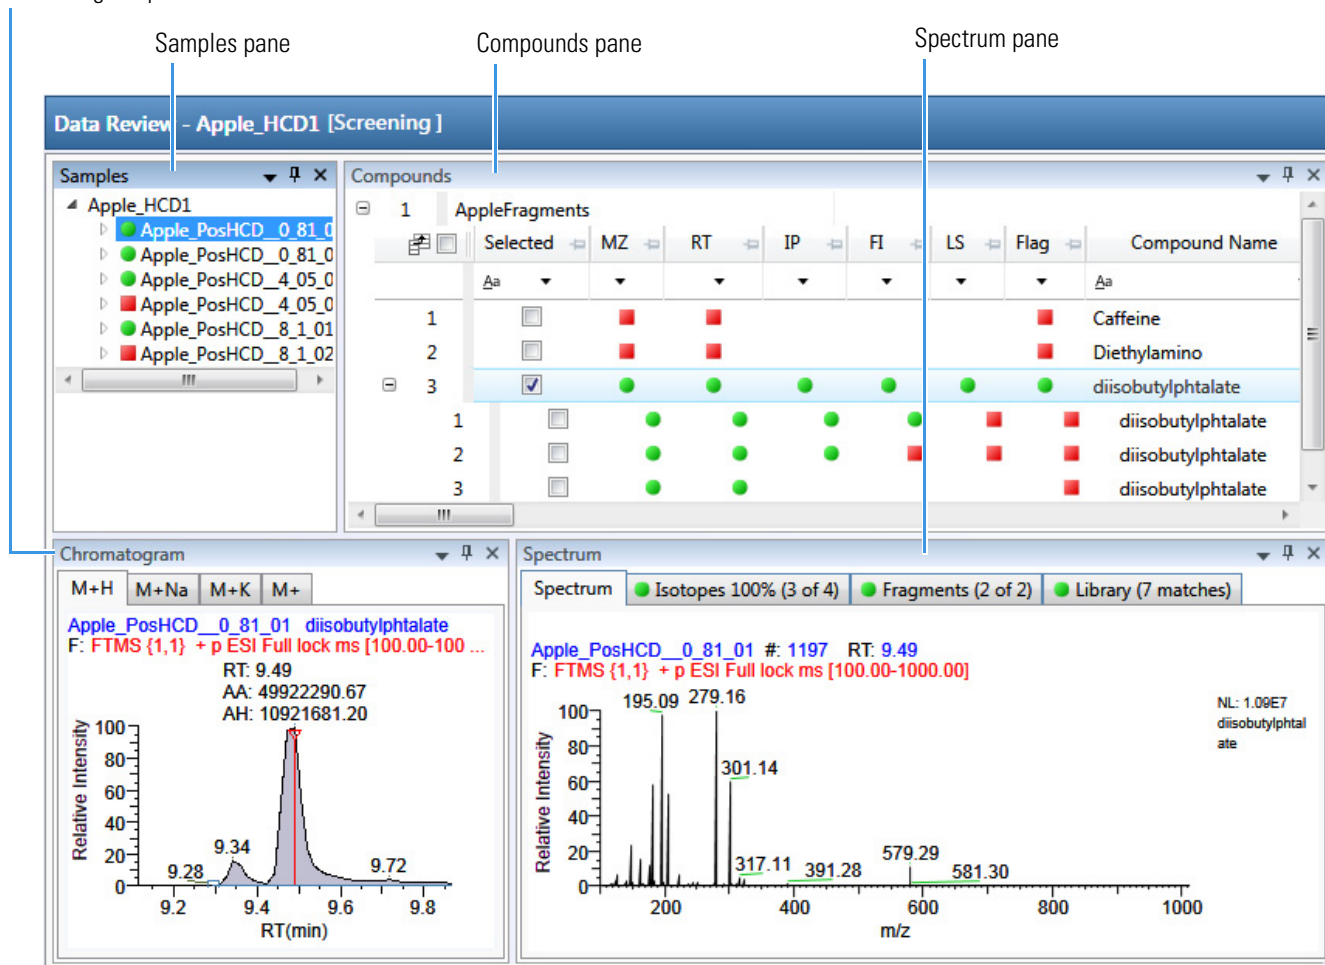 Samples pane
Compounds pane
Spectrum pane
Data Review - Apple_HCD1 [Screening ]
Samples
Apple_HCD1
Apple_PosHCD__0_81_0
Apple_PosHCD__0_81_0
Apple_PosHCD__4_05_0
Apple_PosHCD__4_05_0
Apple_PosHCD__8_1_01
Apple_PosHCD__8_1_02
Compounds
1 AppleFragments
Selected MZ RT IP FI LS Flag Compound Name
Aa Aa
1 Caffeine
2 Diethylamino
3 diisobutylphtalate
1 diisobutylphtalate
2 diisobutylphtalate
3 diisobutylphtalate
Chromatogram
M+H M+Na M+K M+
Apple_PosHCD__0_81_01 diisobutylphtalate
F: FTMS {1,1} + p ESI Full lock ms [100.00-100 ...
RT: 9.49
AA: 49922290.67
AH: 10921681.20
Relative Intensity
100
80
60
40
20
0
9.28
9.34
9.72
9.2 9.4 9.6 9.8
RT(min)
Spectrum
Spectrum Isotopes 100% (3 of 4) Fragments (2 of 2) Library (7 matches)
Apple_PosHCD__0_81_01 #: 1197 RT: 9.49
F: FTMS {1,1} + p ESI Full lock ms [100.00-1000.00]
NL: 1.09E7
diisobutylphtal
ate
Relative Intensity
100
80
60
40
20
0
195.09
279.16
301.14
317.11
391.28
579.29
581.30
200 400 600 800 1000
m/z